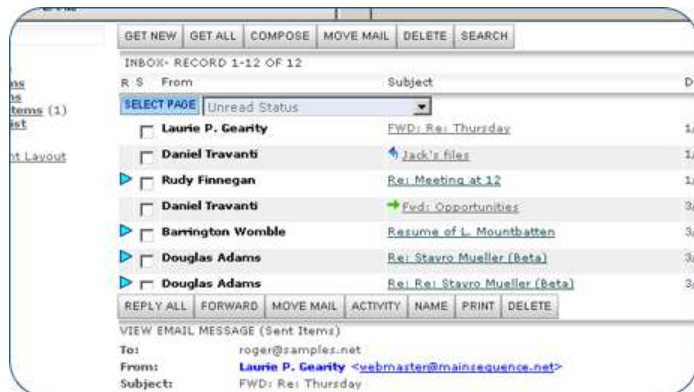 GET NEW GET ALL COMPOSE MOVE MAIL DELETE SEARCH
INBOX- RECORD 1-12 OF 12
R S From Subject D
SELECT PAGE Unread Status
Laurie P. Gearity FWD: Re: Thursday 1/
tems (1)
Daniel Travanti Jack's files 1/
nt Layout
Rudy Finnegan Re: Meeting at 12 1/
Daniel Travanti Fwd: Opportunities 3/
Barrington Womble Resume of L. Mountbatten 3/
Douglas Adams Re: Stavro Mueller (Beta) 3/
Douglas Adams Re: Re: Stavro Mueller (Beta) 3/
REPLY ALL FORWARD MOVE MAIL ACTIVITY NAME PRINT DELETE
VIEW EMAIL MESSAGE (Sent Items)
To: roger@samples.net
From: Laurie P. Gearity <webmaster@mainsequence.net>
Subject: FWD: Re: Thursday